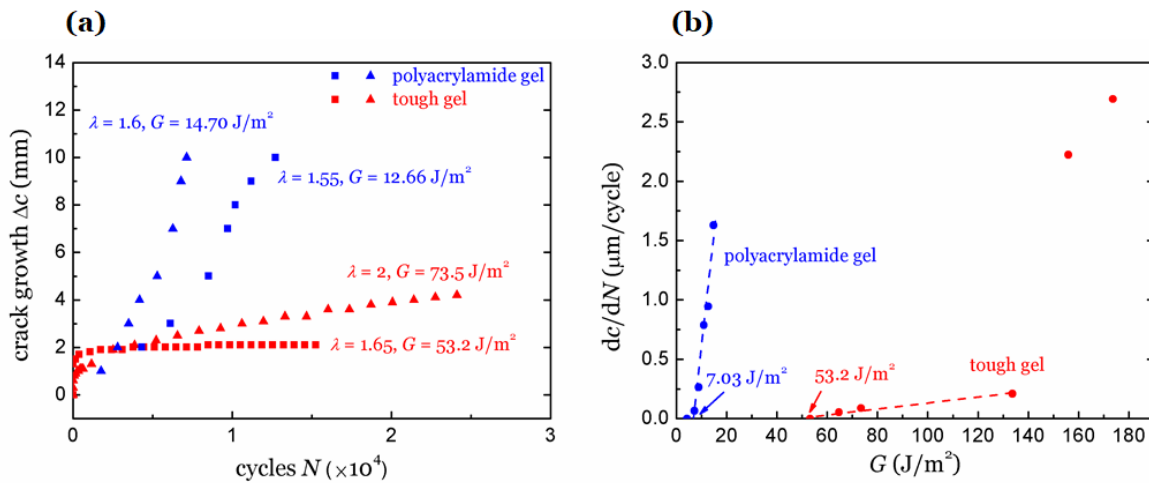 (a)
14
12
10
8
6
4
2
0
crack growth Δc (mm)
polyacrylamide gel
tough gel
λ = 1.6, G = 14.70 J/m²
λ = 1.55, G = 12.66 J/m²
λ = 2, G = 73.5 J/m²
λ = 1.65, G = 53.2 J/m²
0 1 2 3
cycles N (×10⁴)
(b)
3.0
2.5
2.0
1.5
1.0
0.5
0.0
dc/dN (μm/cycle)
polyacrylamide gel
7.03 J/m²
53.2 J/m²
tough gel
0 20 40 60 80 100 120 140 160 180
G (J/m²)